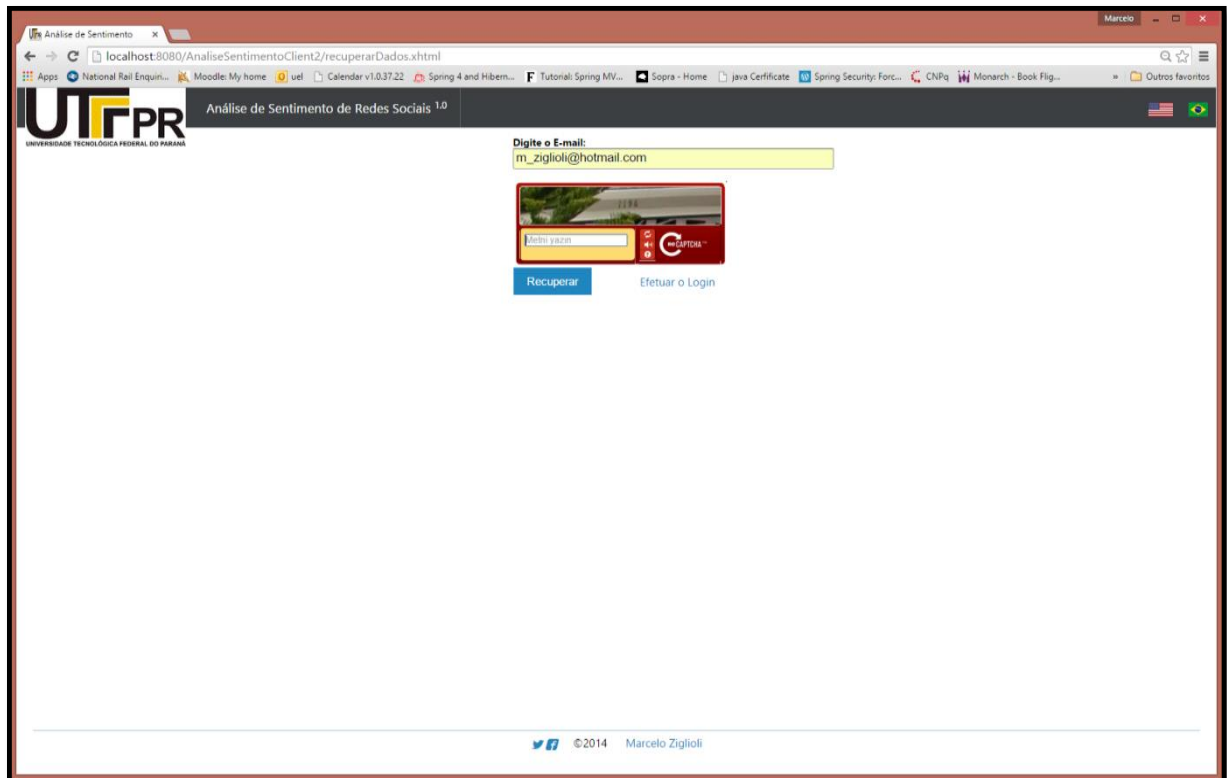 Marcelo
Análise de Sentimento
localhost:8080/AnaliseSentimentoClient2/recuperarDados.xhtml
Apps National Rail Enquiri... Moodle: My home uel Calendar v1.0.37.22 Spring 4 and Hibern... Tutorial: Spring MV... Sopra - Home java Cerfificate Spring Security: Forc... CNPq Monarch - Book Flig... » Outros favoritos
UTFPR
UNIVERSIDADE TECNOLÓGICA FEDERAL DO PARANÁ
Análise de Sentimento de Redes Sociais 1.0
Digite o E-mail:
m_ziglioli@hotmail.com
Metni yazın
CAPTCHA
Recuperar Efetuar o Login
©2014 Marcelo Ziglioli